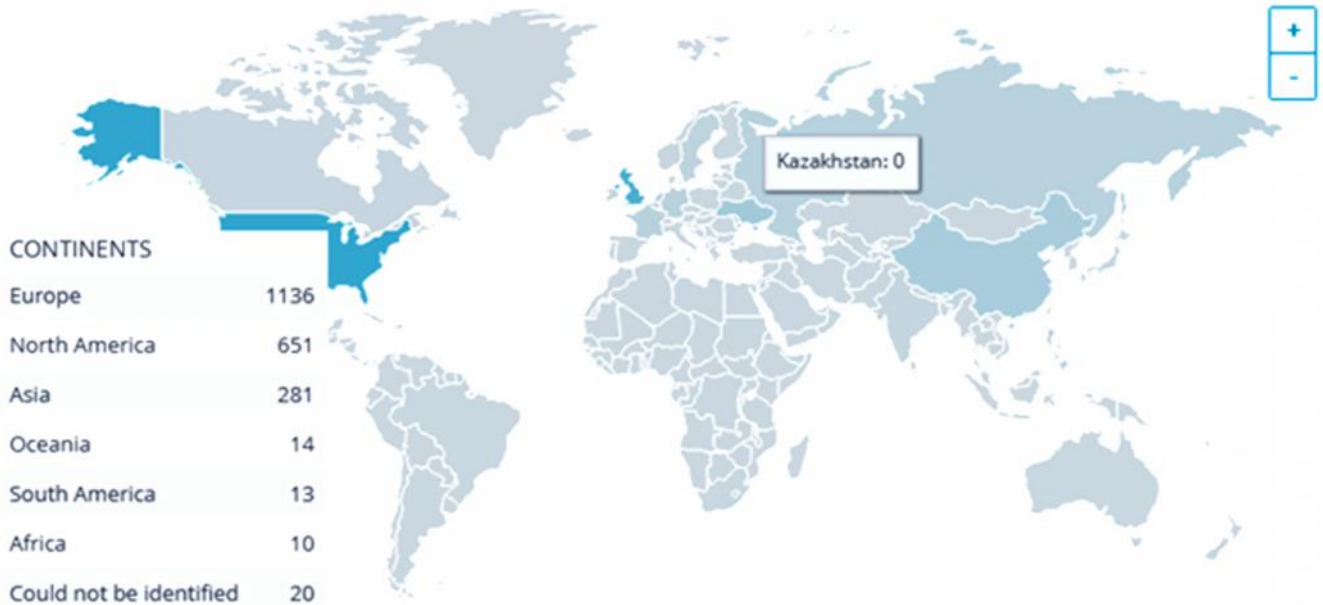 +
-
Kazakhstan: 0
CONTINENTS
Europe 1136
North America 651
Asia 281
Oceania 14
South America 13
Africa 10
Could not be identified 20